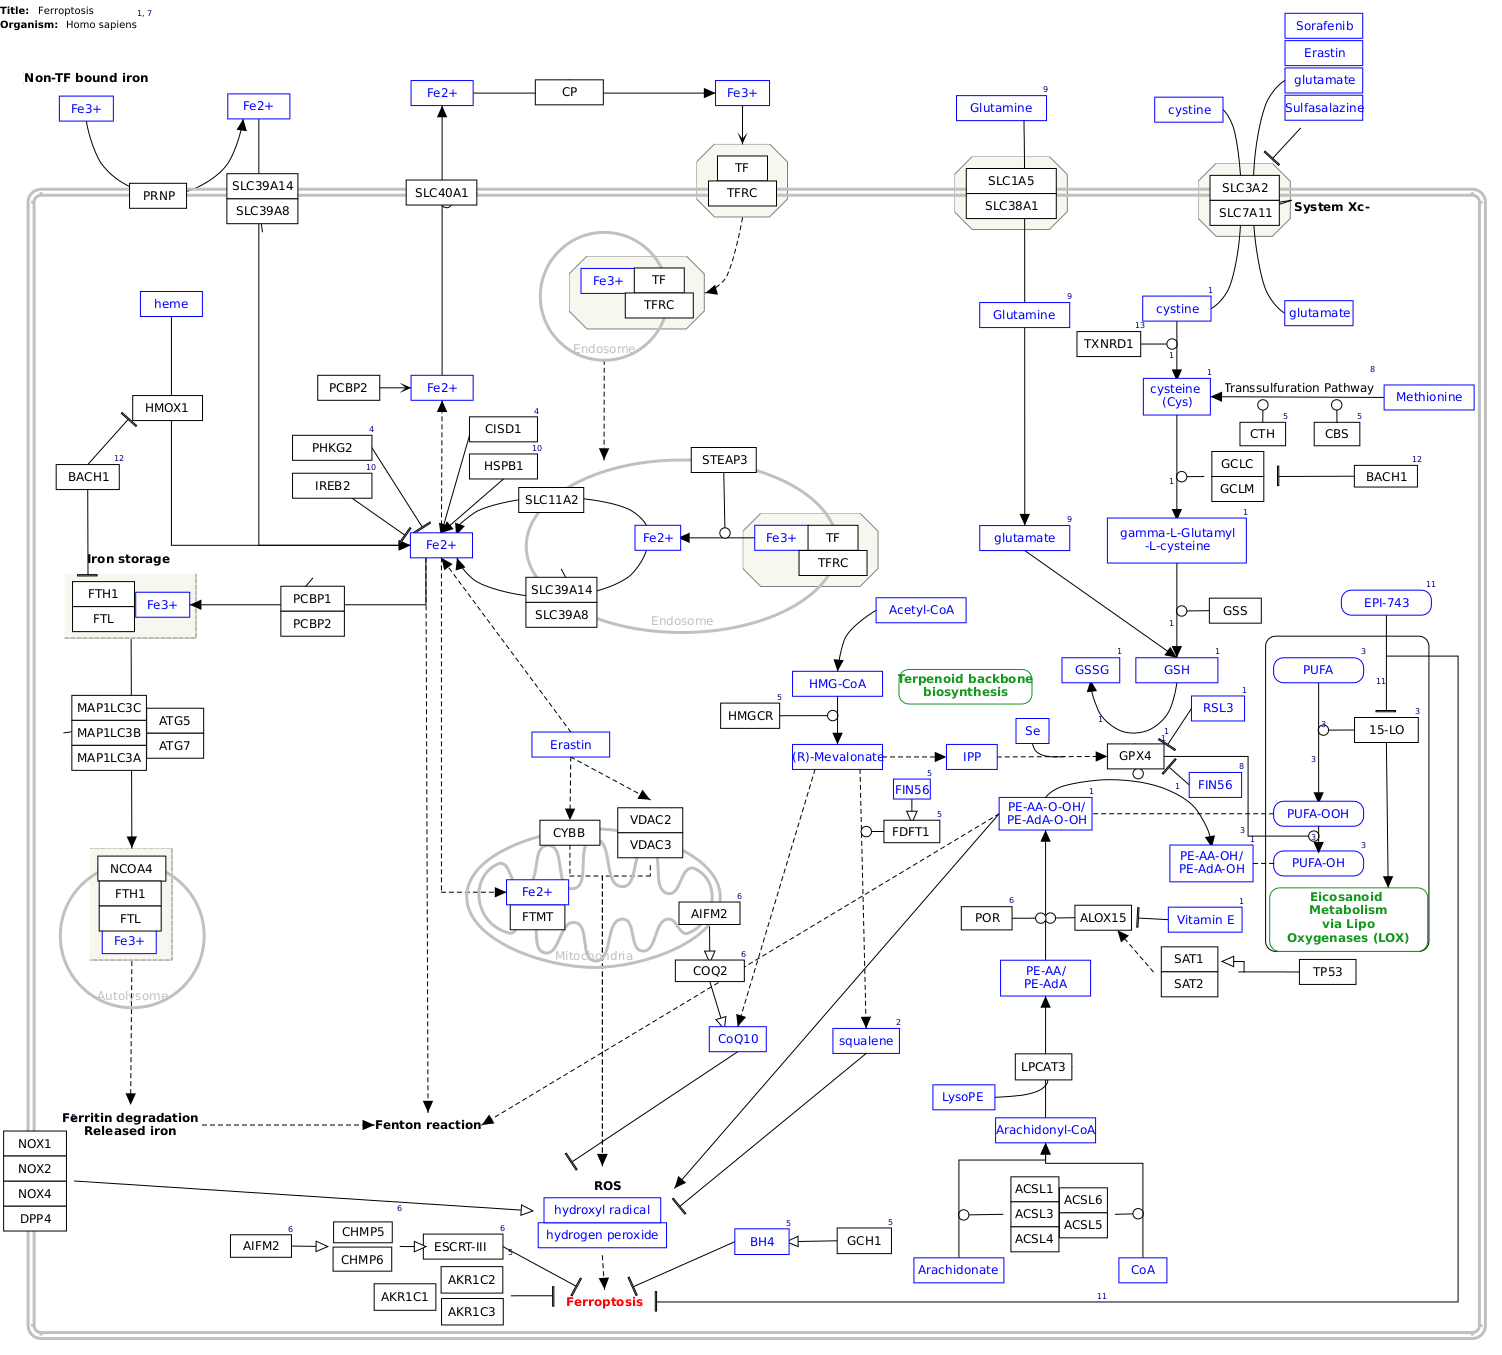 Title: Ferroptosis 1, 7
Organism: Homo sapiens
Sorafenib
Erastin
glutamate
Sulfasalazine
Non-TF bound iron
Fe3+
Fe2+
Fe2+
CP
Fe3+
Glutamine 9
cystine
PRNP
SLC39A14
SLC39A8
SLC40A1
TF
TFRC
SLC1A5
SLC38A1
SLC3A2
SLC7A11
System Xc-
heme
Fe3+
TF
TFRC
Endosome
Glutamine 9
cystine 1
glutamate
TXNRD1 13
1
PCBP2
Fe2+
cysteine 1
(Cys)
Transsulfuration Pathway
8
Methionine
HMOX1
CTH 5
CBS 5
PHKG2 4
IREB2 10
CISD1 4
HSPB1 10
STEAP3
BACH1 12
GCLC
GCLM
1
BACH1 12
SLC11A2
Fe2+
Fe2+
Fe3+
TF
TFRC
glutamate 9
gamma-L-Glutamyl 1
-L-cysteine
Iron storage
FTH1
FTL
Fe3+
PCBP1
PCBP2
SLC39A14
SLC39A8
Endosome
Acetyl-CoA
GSS
1
EPI-743 11
HMG-CoA
Terpenoid backbone
biosynthesis
GSSG 1
GSH 1
PUFA 3
11
MAP1LC3C
MAP1LC3B
MAP1LC3A
ATG5
ATG7
HMGCR 5
RSL3 1
1
1
1
Se
15-LO 3
3
3
Erastin
(R)-Mevalonate
IPP
GPX4
FIN56 8
1
FIN56 5
PE-AA-O-OH/ 1
PE-AdA-O-OH
PUFA-OOH
CYBB
VDAC2
VDAC3
FDFT1 5
3
3
PE-AA-OH/ 1
PE-AdA-OH
PUFA-OH 3
NCOA4
FTH1
FTL
Fe3+
Autolysome
Fe2+
FTMT
Mitochondria
AIFM2 6
COQ2 6
POR 6
ALOX15
Vitamin E 1
Eicosanoid
Metabolism
via Lipo
Oxygenases (LOX)
PE-AA/
PE-AdA
SAT1
SAT2
TP53
CoQ10
squalene 2
LPCAT3
LysoPE
Arachidonyl-CoA
Ferritin degradation
Released iron
Fenton reaction
NOX1
NOX2
NOX4
DPP4
ROS
hydroxyl radical
hydrogen peroxide
ACSL1
ACSL3
ACSL4
ACSL6
ACSL5
AIFM2 6
CHMP5 6
CHMP6
ESCRT-III 6
5
BH4 5
GCH1 5
Arachidonate
CoA
AKR1C1
AKR1C2
AKR1C3
Ferroptosis
11